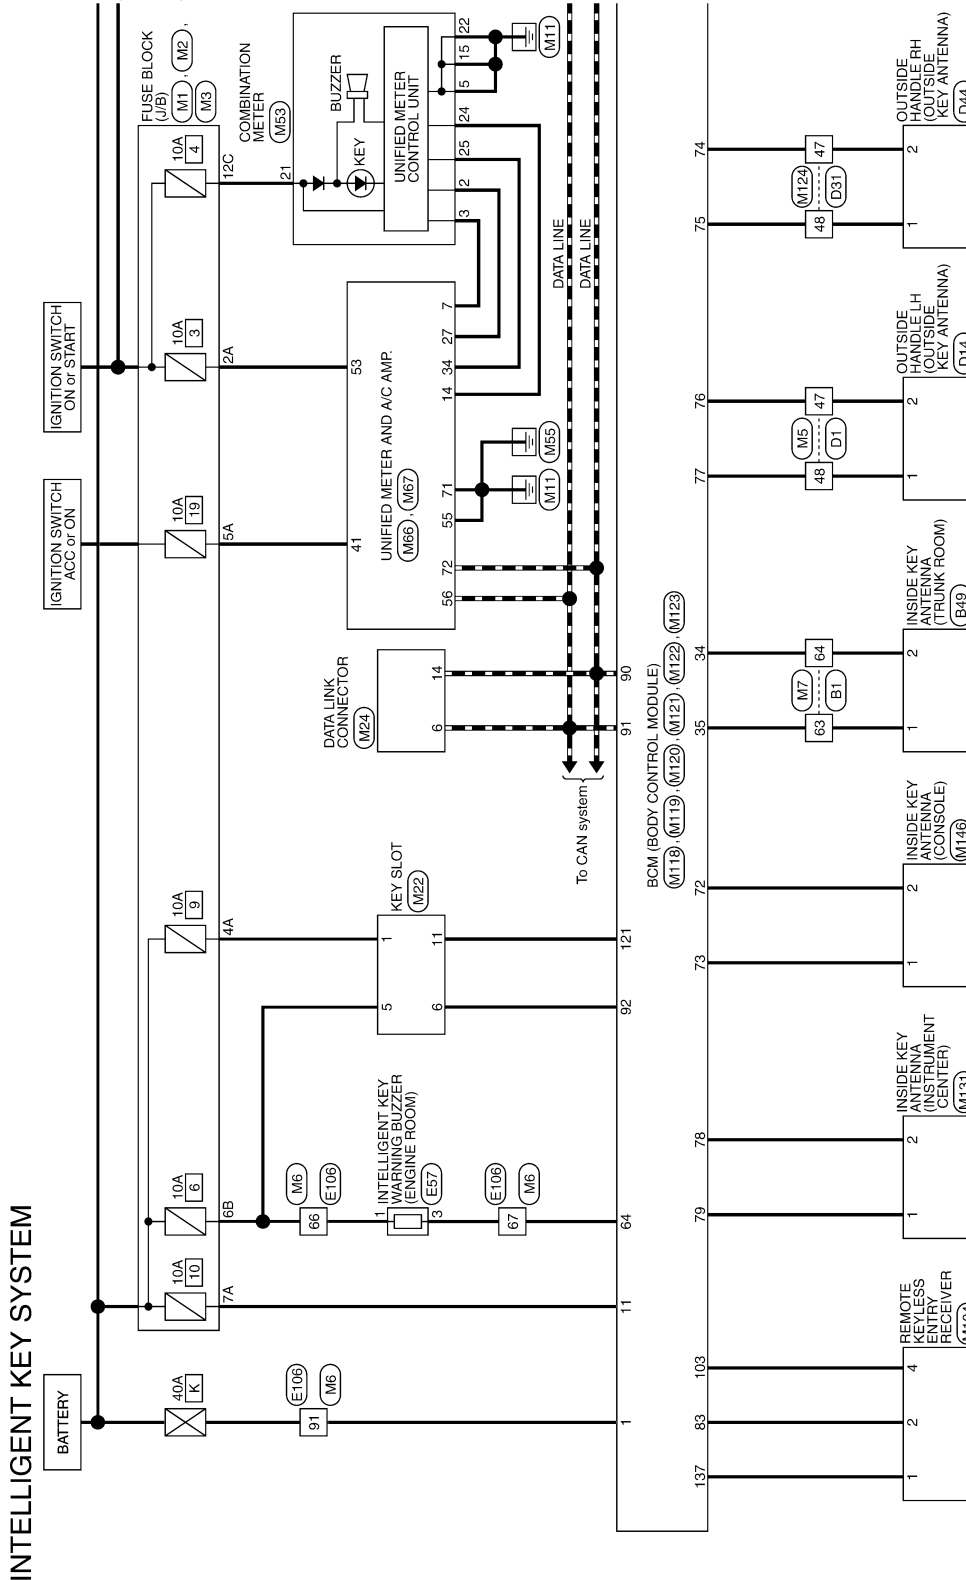 INTELLIGENT KEY SYSTEM
BATTERY
IGNITION SWITCH
ACC or ON
IGNITION SWITCH
ON or START
40A
K
10A
10
10A
6
10A
9
10A
19
10A
3
10A
4
FUSE BLOCK
(J/B)
M1 , M2 ,
M3
7A
6B
4A
5A
2A
12C
E106
91
M6
M6
66
E106
1
INTELLIGENT KEY
WARNING BUZZER
(ENGINE ROOM)
E57
3
E106
67
M6
KEY SLOT
M22
5
1
6
11
DATA LINK
CONNECTOR
M24
6
14
41
53
UNIFIED METER AND A/C AMP.
M66 , M67
56
72
55
71
14
34
27
7
M11
M55
COMBINATION
METER
M53
21
BUZZER
KEY
UNIFIED METER
CONTROL UNIT
3
2
25
24
5
15
22
M11
DATA LINE
DATA LINE
To CAN system
1
11
64
92
121
91
90
BCM (BODY CONTROL MODULE)
M118 , M119 , M120 , M121 , M122 , M123
137
83
103
79
78
73
72
35
34
77
76
75
74
M7
63
64
B1
M5
48
47
D1
M124
48
47
D31
REMOTE
KEYLESS
ENTRY
RECEIVER
1
2
4
INSIDE KEY
ANTENNA
(INSTRUMENT
CENTER)
M131
1
2
INSIDE KEY
ANTENNA
(CONSOLE)
M146
1
2
INSIDE KEY
ANTENNA
(TRUNK ROOM)
B49
1
2
OUTSIDE
HANDLE LH
(OUTSIDE
KEY ANTENNA)
D14
1
2
OUTSIDE
HANDLE RH
(OUTSIDE
KEY ANTENNA)
1
2